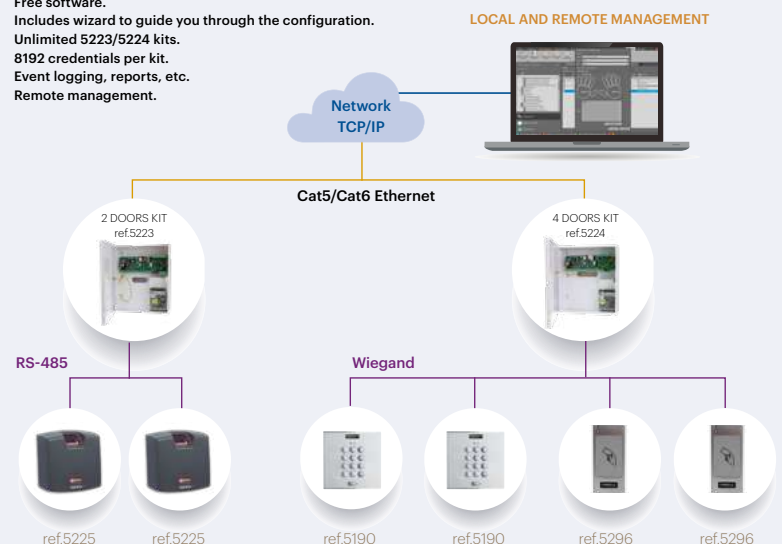 Free software.
Includes wizard to guide you through the configuration.
Unlimited 5223/5224 kits.
8192 credentials per kit.
Event logging, reports, etc.
Remote management.
LOCAL AND REMOTE MANAGEMENT
Network
TCP/IP
Cat5/Cat6 Ethernet
2 DOORS KIT
ref.5223
4 DOORS KIT
ref.5224
RS-485
Wiegand
ref.5225
ref.5225
ref.5190
ref.5190
ref.5296
ref.5296